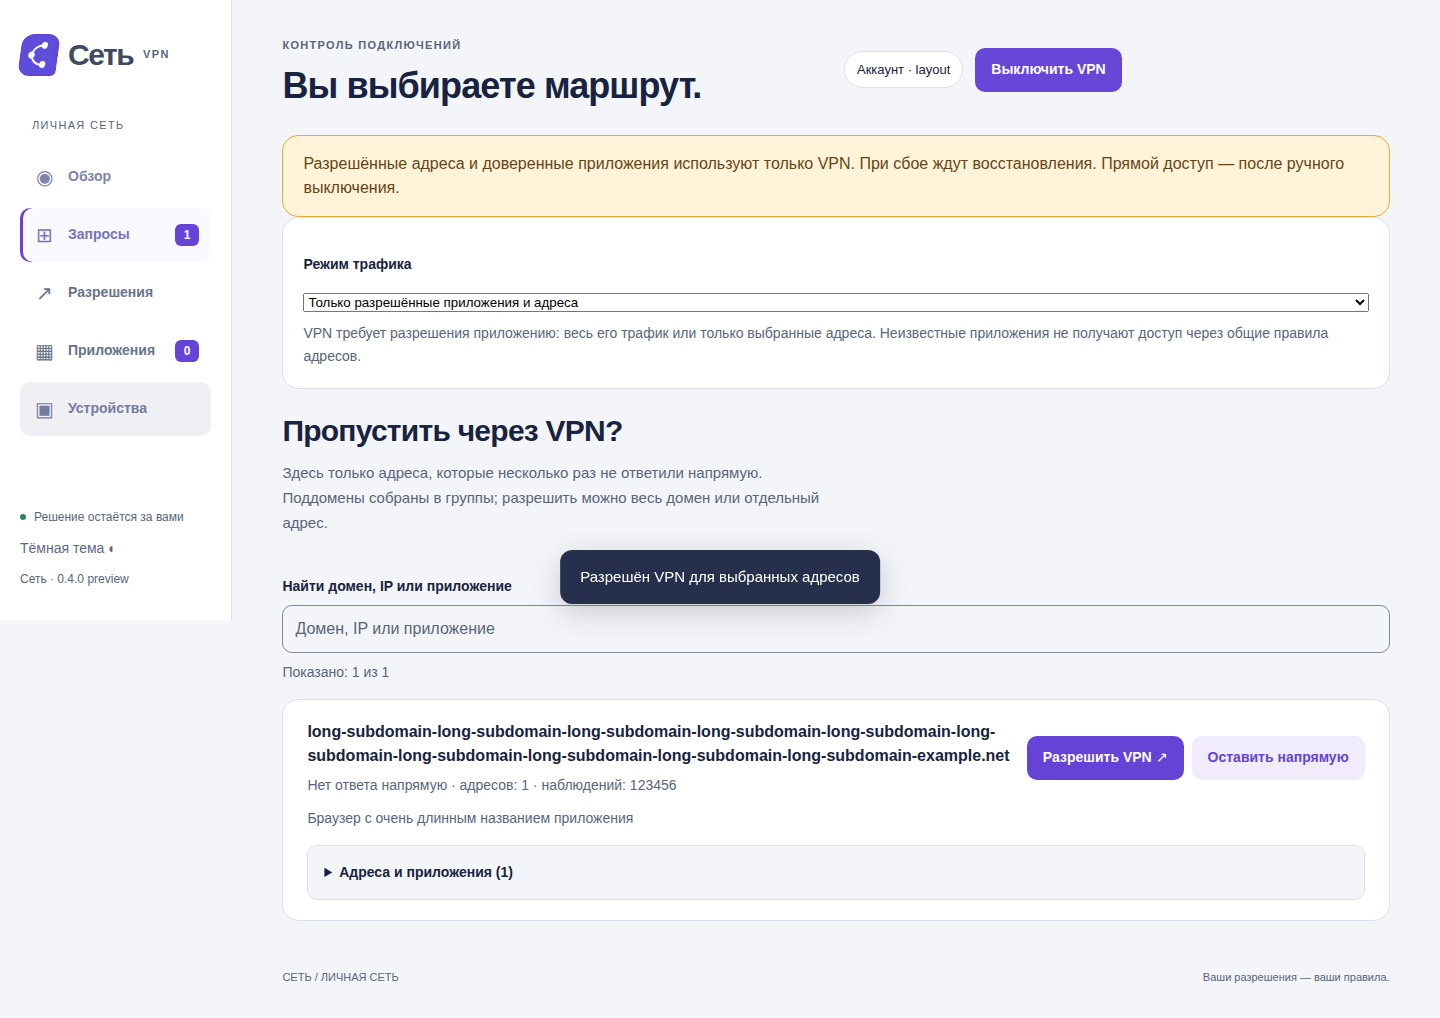 Сеть VPN
ЛИЧНАЯ СЕТЬ
Обзор
Запросы 1
Разрешения
Приложения 0
Устройства
Решение остаётся за вами
Тёмная тема
Сеть · 0.4.0 preview
КОНТРОЛЬ ПОДКЛЮЧЕНИЙ
Вы выбираете маршрут.
Аккаунт · layout
Выключить VPN
Разрешённые адреса и доверенные приложения используют только VPN. При сбое ждут восстановления. Прямой доступ — после ручного
выключения.
Режим трафика
Только разрешённые приложения и адреса
VPN требует разрешения приложению: весь его трафик или только выбранные адреса. Неизвестные приложения не получают доступ через общие правила
адресов.
Пропустить через VPN?
Здесь только адреса, которые несколько раз не ответили напрямую.
Поддомены собраны в группы; разрешить можно весь домен или отдельный
адрес.
Разрешён VPN для выбранных адресов
Найти домен, IP или приложение
Домен, IP или приложение
Показано: 1 из 1
long-subdomain-long-subdomain-long-subdomain-long-subdomain-long-subdomain-long-
subdomain-long-subdomain-long-subdomain-long-subdomain-long-subdomain-example.net
Разрешить VPN ↗
Оставить напрямую
Нет ответа напрямую · адресов: 1 · наблюдений: 123456
Браузер с очень длинным названием приложения
Адреса и приложения (1)
СЕТЬ / ЛИЧНАЯ СЕТЬ
Ваши разрешения — ваши правила.